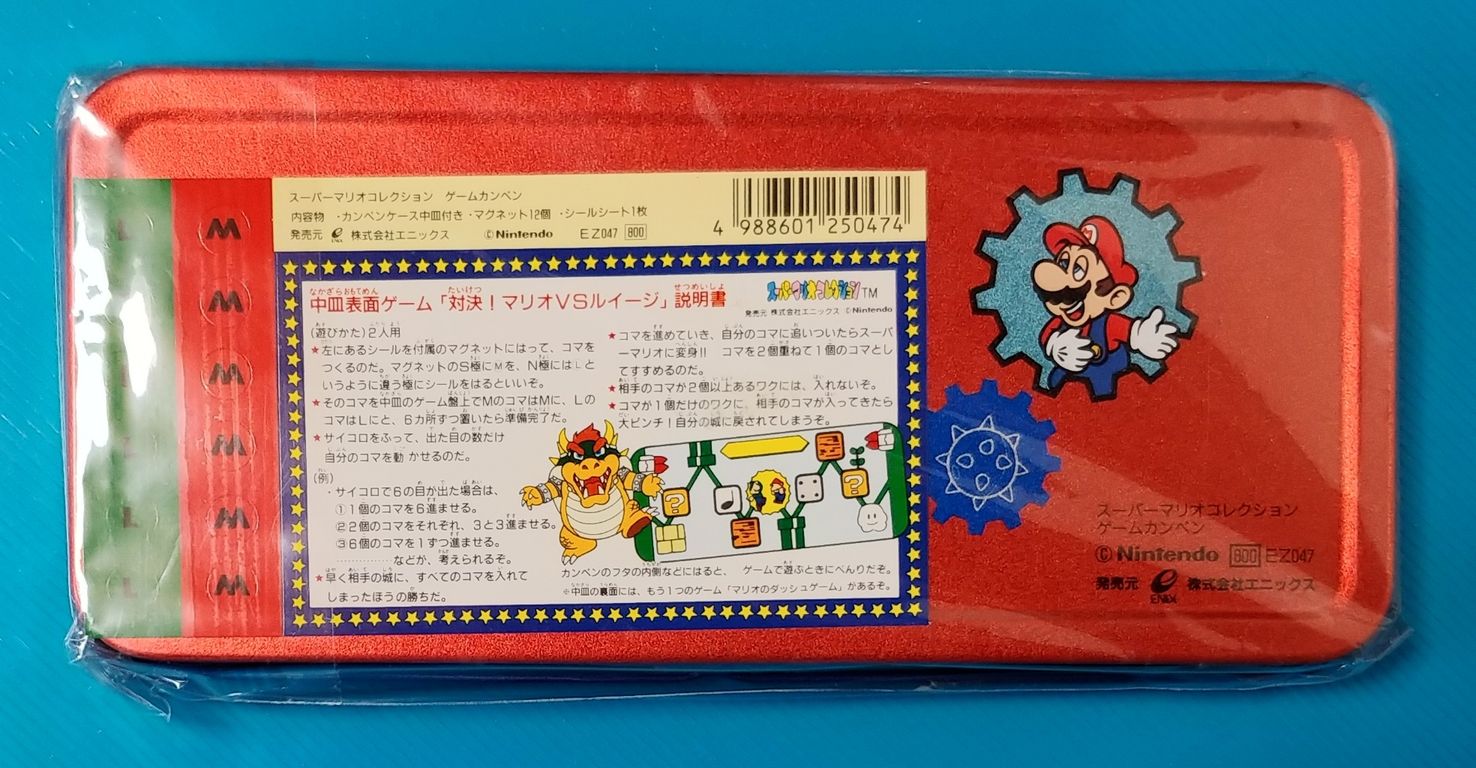 スーパーマリオコレクション ゲームカンペン
内容物 ・カンペンケース中皿付き・マグネット12個 ・シールシート1枚
発売元 ENIX 株式会社エニックス ©Nintendo EZ047 800
4 988601 250474
L M
M
L M
L M
L M
L M
なかざらおもてめん たいけつ せつめいしょ
中皿表面ゲーム「対決!マリオVSルイージ」説明書
スーパーマリオコレクション™
発売元 株式会社エニックス ©Nintendo
(遊びかた)2人用
★左にあるシールを付属のマグネットにはって、コマを
つくるのだ。マグネットのS極にMを、N極にはLと
いうように違う極にシールをはるといいぞ。
★そのコマを中皿のゲーム盤上でMのコマはMに、Lの
コマはLにと、6カ所ずつ置いたら準備完了だ。
★サイコロをふって、出た目の数だけ
自分のコマを動かせるのだ。
(例)
・サイコロで6の目が出た場合は、
①1個のコマを6進ませる。
②2個のコマをそれぞれ、3と3進ませる。
③6個のコマを1ずつ進ませる。
……………などが、考えられるぞ。
★早く相手の城に、すべてのコマを入れて
しまったほうの勝ちだ。
★コマを進めていき、自分のコマに追いついたらスーパ
ーマリオに変身!! コマを2個重ねて1個のコマとし
てすすめるのだ。
★相手のコマが2個以上あるワクには、入れないぞ。
★コマが1個だけのワクに、相手のコマが入ってきたら
大ピンチ!自分の城に戻されてしまうぞ。
カンペンのフタの内側などにはると、 ゲームで遊ぶときにべんりだぞ。
※中皿の裏面には、もう1つのゲーム「マリオのダッシュゲーム」があるぞ。
M
スーパーマリオコレクション
ゲームカンペン
©Nintendo 800 EZ047
発売元 ENIX 株式会社エニックス